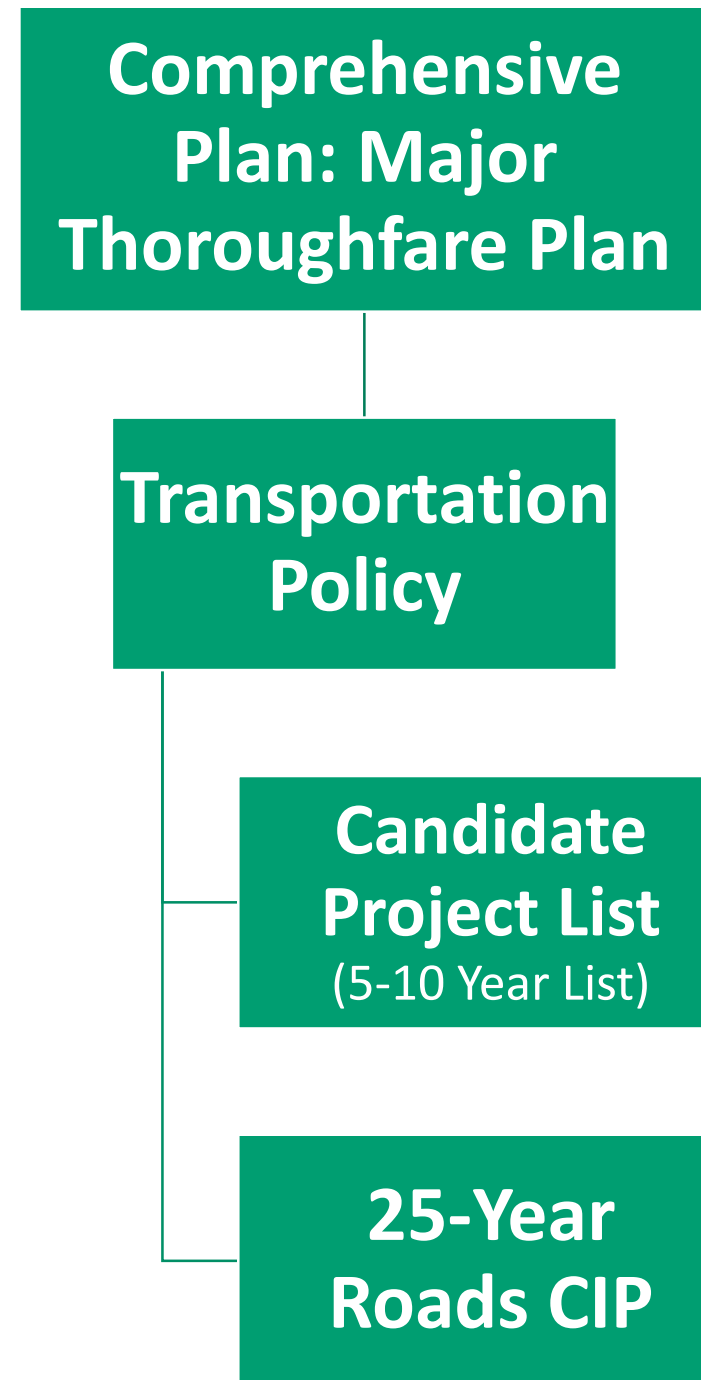 Comprehensive
Plan: Major
Thoroughfare Plan
Transportation
Policy
Candidate
Project List
(5-10 Year List)
25-Year
Roads CIP